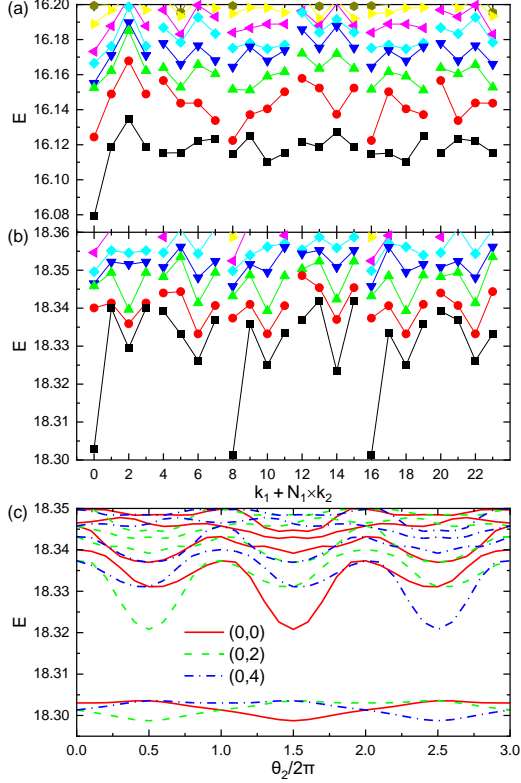 (a)
16.20
16.18
16.16
16.14
16.12
16.10
16.08
E
(b)
18.36
18.35
18.34
18.33
18.32
18.31
18.30
E
0 2 4 6 8 10 12 14 16 18 20 22
k1 + N1×k2
(c)
18.35
18.34
18.33
18.32
18.31
18.30
E
(0,0)
(0,2)
(0,4)
0.0 0.5 1.0 1.5 2.0 2.5 3.0
θ2/2π